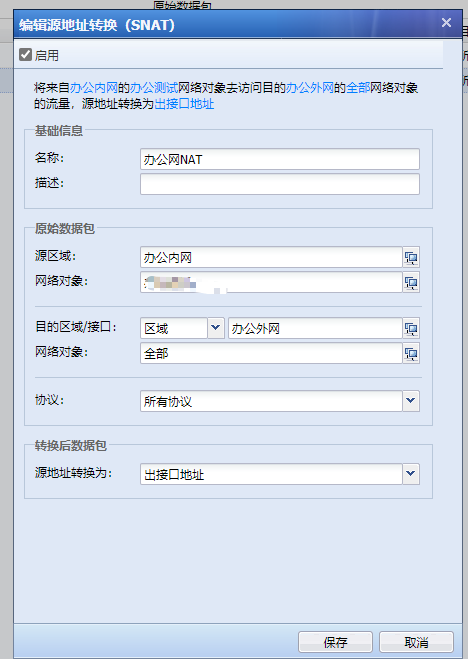 原始数据包
编辑源地址转换（SNAT）
启用
将来自办公内网的办公测试网络对象去访问目的办公外网的全部网络对象
的流量，源地址转换为出接口地址
基础信息
名称： 办公网NAT
描述：
原始数据包
源区域： 办公内网
网络对象：
目的区域/接口： 区域 办公外网
网络对象： 全部
协议： 所有协议
转换后数据包
源地址转换为： 出接口地址
保存 取消